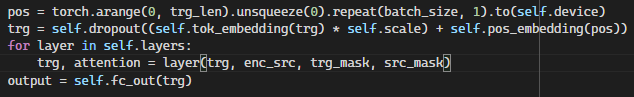 pos = torch.arange(0, trg_len).unsqueeze(0).repeat(batch_size, 1).to(self.device)
trg = self.dropout((self.tok_embedding(trg) * self.scale) + self.pos_embedding(pos))
for layer in self.layers:
    trg, attention = layer(trg, enc_src, trg_mask, src_mask)
output = self.fc_out(trg)